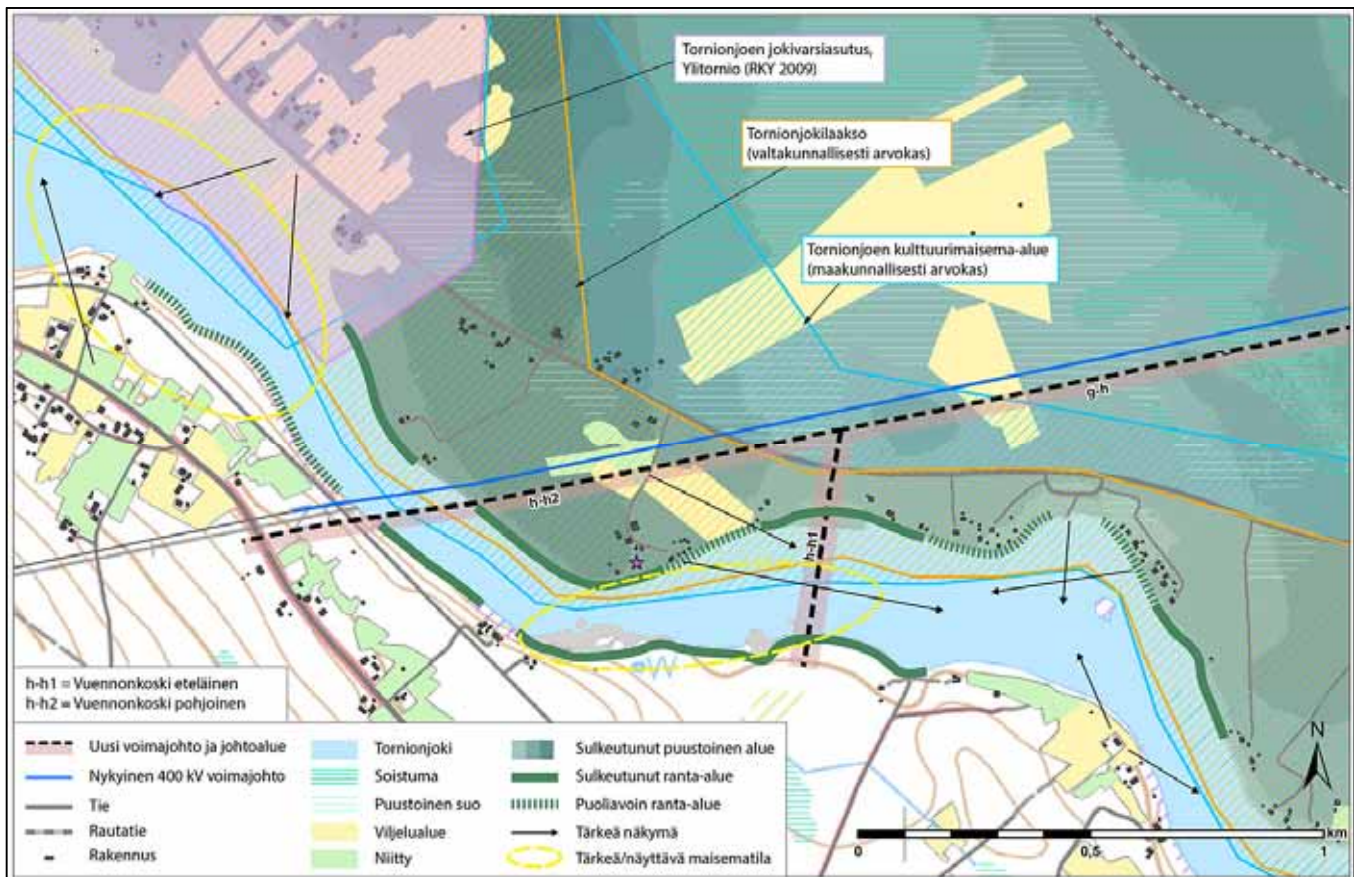 Tornionjoen jokivarsiasutus,
Ylitornio (RKY 2009)
Tornionjokilaakso
(valtakunnallisesti arvokas)
Tornionjoen kulttuurimaisema-alue
(maakunnallisesti arvokas)
g-h
h-h2
h-h1
h-h1 = Vuennonkoski eteläinen
h-h2 = Vuennonkoski pohjoinen
Uusi voimajohto ja johtoalue
Nykyinen 400 kV voimajohto
Tie
Rautatie
Rakennus
Tornionjoki
Soistuma
Puustoinen suo
Viljelualue
Niitty
Sulkeutunut puustoinen alue
Sulkeutunut ranta-alue
Puoliavoin ranta-alue
Tärkeä näkymä
Tärkeä/näyttävä maisematila
N
km
0
0,5
1